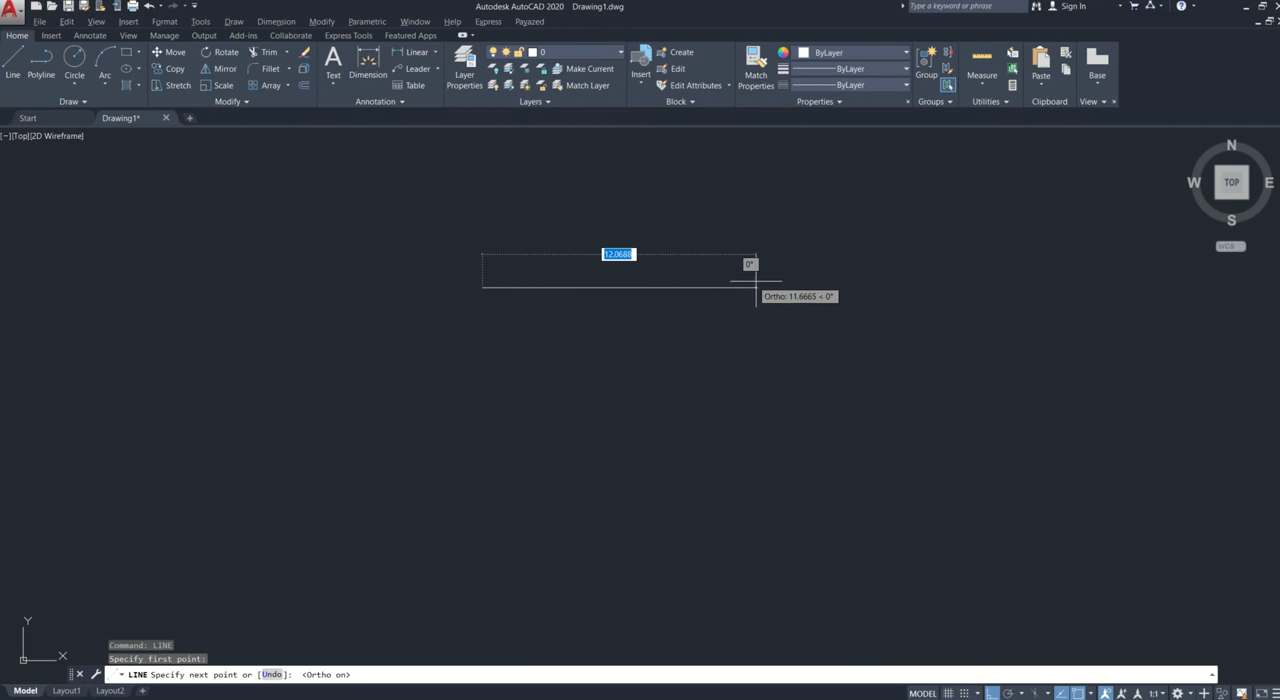 Autodesk AutoCAD 2020 Drawing1.dwg
Type a keyword or phrase
Sign In
File Edit View Insert Format Tools Draw Dimension Modify Parametric Window Help Express Payazed
Home Insert Annotate View Manage Output Add-ins Collaborate Express Tools Featured Apps
Line Polyline Circle Arc
Move Rotate Trim
Copy Mirror Fillet
Stretch Scale Array
Text Dimension
Linear
Leader
Table
Layer Properties
0
Make Current
Match Layer
Insert
Create
Edit
Edit Attributes
Match Properties
ByLayer
ByLayer
ByLayer
Group
Measure
Paste
Base
Draw Modify Annotation Layers Block Properties Groups Utilities Clipboard View
Start Drawing1*
[−][Top][2D Wireframe]
N
W TOP E
S
WCS
12.0688
0°
Ortho: 11.6665 < 0°
Y
X
Command: LINE
Specify first point:
LINE Specify next point or [Undo]: <Ortho on>
Model Layout1 Layout2
MODEL
1:1